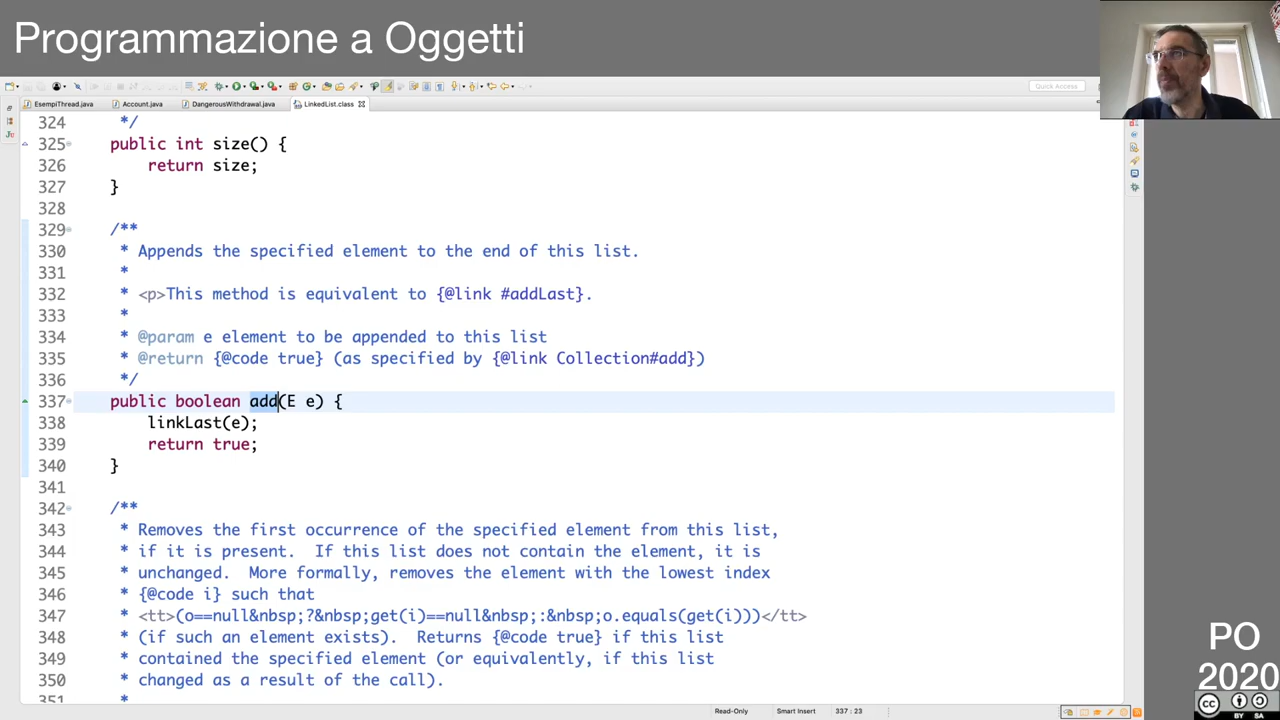 Programmazione a Oggetti
Quick Access
EsempiThread.java
Account.java
DangerousWithdrawal.java
LinkedList.class
324 */
325 public int size() {
326 return size;
327 }
328
329 /**
330 * Appends the specified element to the end of this list.
331 *
332 * <p>This method is equivalent to {@link #addLast}.
333 *
334 * @param e element to be appended to this list
335 * @return {@code true} (as specified by {@link Collection#add})
336 */
337 public boolean add(E e) {
338 linkLast(e);
339 return true;
340 }
341
342 /**
343 * Removes the first occurrence of the specified element from this list,
344 * if it is present.  If this list does not contain the element, it is
345 * unchanged.  More formally, removes the element with the lowest index
346 * {@code i} such that
347 * <tt>(o==null&nbsp;?&nbsp;get(i)==null&nbsp;:&nbsp;o.equals(get(i)))</tt>
348 * (if such an element exists).  Returns {@code true} if this list
349 * contained the specified element (or equivalently, if this list
350 * changed as a result of the call).
351 *
Read-Only
Smart Insert
337 : 23
PO
2020
cc
BY SA